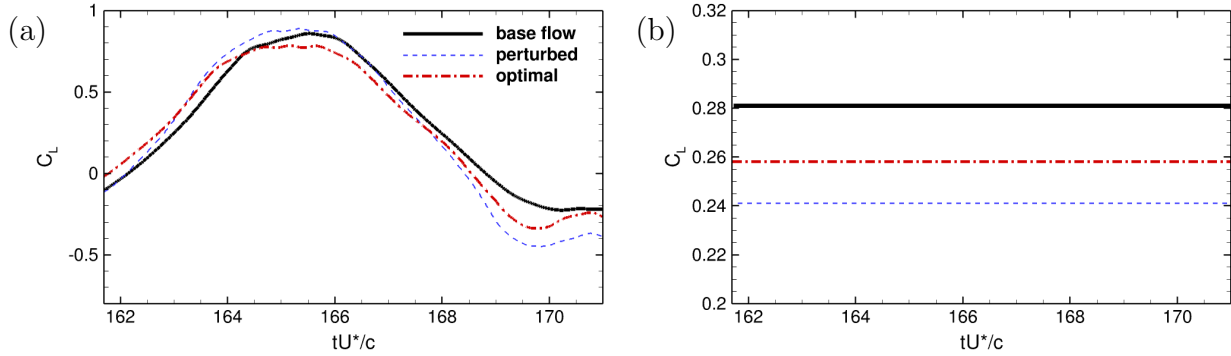 (a)
1
0.5
0
-0.5
C_L
162 164 166 168 170
tU*/c
base flow
perturbed
optimal
(b)
0.32
0.3
0.28
0.26
0.24
0.22
0.2
C_L
162 164 166 168 170
tU*/c